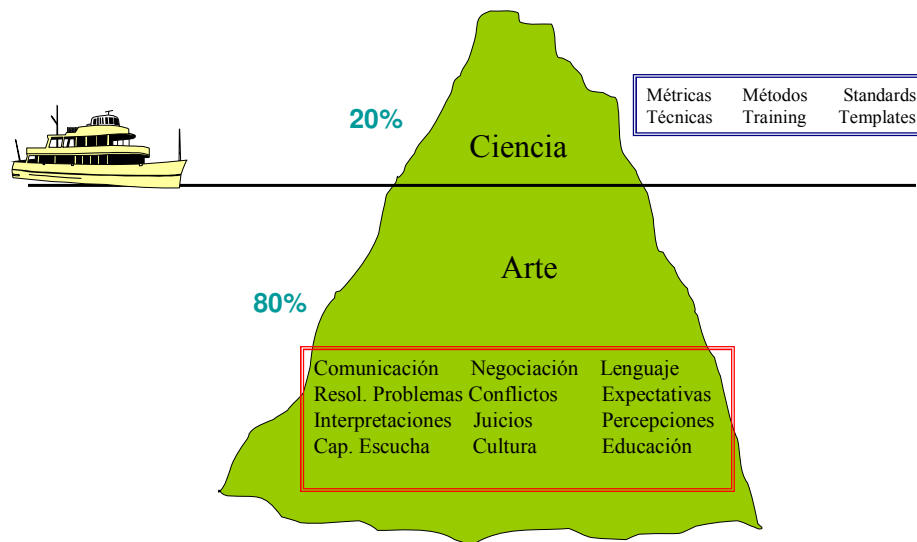 Métricas Métodos Standards
Técnicas Training Templates
20%
Ciencia
Arte
80%
Comunicación Negociación Lenguaje
Resol. Problemas Conflictos Expectativas
Interpretaciones Juicios Percepciones
Cap. Escucha Cultura Educación